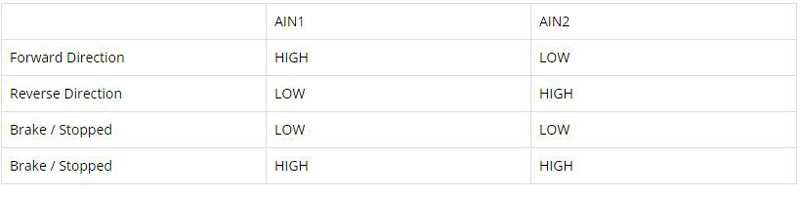 AIN1 AIN2
Forward Direction HIGH LOW
Reverse Direction LOW HIGH
Brake / Stopped LOW LOW
Brake / Stopped HIGH HIGH